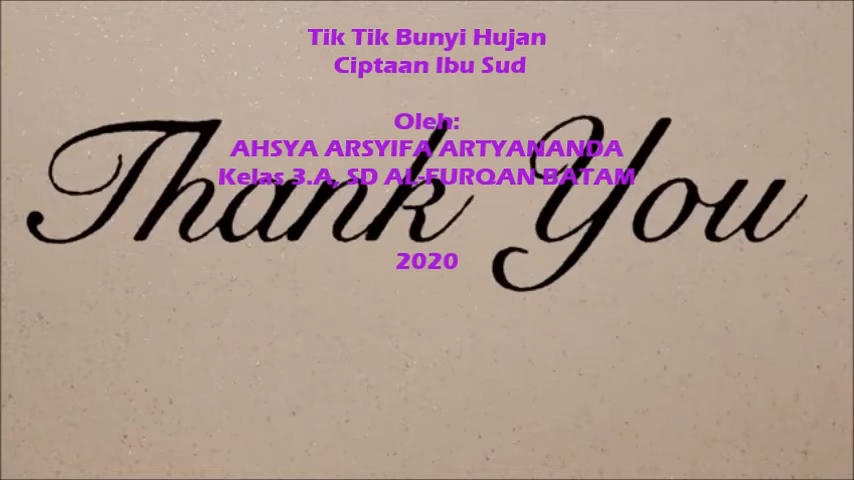 Tik Tik Bunyi Hujan
Ciptaan Ibu Sud
Oleh:
AHSYA ARSYIFA ARTYANANDA
Kelas 3.A, SD AL-FURQAN BATAM
Thank You
2020